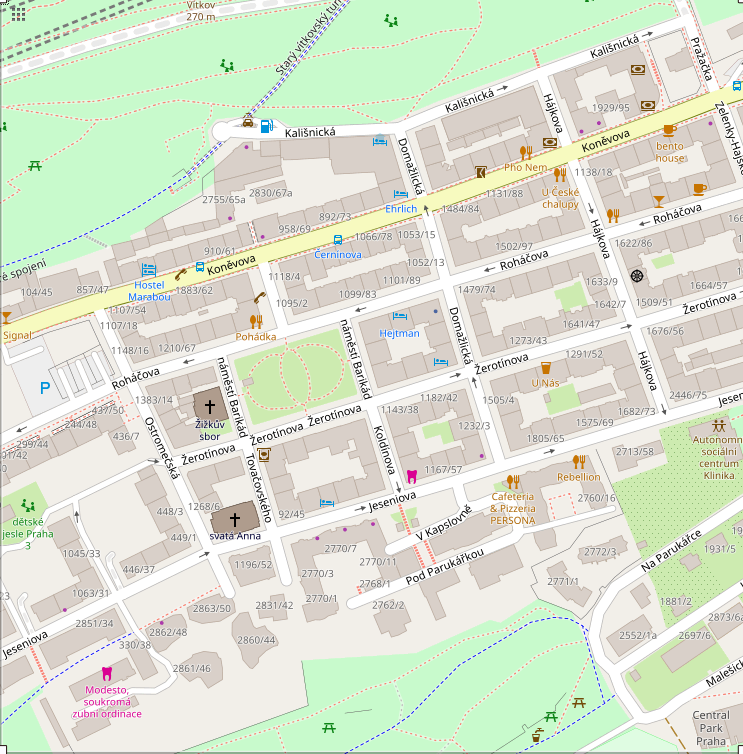 Vítkov
270 m
Starý vítkovský tun
Kališnická
Pražačka
Kališnická
1929/95
Hájkova
Kališnická
Koněvova
bento
house
Zelenky-Hajské
Domažlická
Pho Nem
1138/18
2830/67a
2755/65a
1131/88
U České
chalupy
Ehrlich
1484/84
Roháčova
892/73
958/69
1053/15
1066/78
Černínova
910/61
Koněvova
Hájkova
1622/86
1502/97
Roháčova
1052/13
é spojení
Hostel
Marabou
1883/62
1118/4
1101/89
1479/74
1664/57
104/45
857/47
1107/54
1099/83
1095/2
1642/7
1509/51
Žerotínova
Signal
1107/18
Pohádka
Hejtman
Domažlická
1641/47
1676/56
1148/16
1210/67
náměstí Barikád
1633/9
1291/52
Žerotínova
Hájkova
Roháčova
náměstí Barikád
U Nás
P
1383/14
1182/42
1505/4
2446/75
Jesen
437/50
244/48
Žižkův
sbor
Žerotínova
Žerotínova
Žerotínova
1143/38
1682/73
1575/69
436/7
299/44
Ostromečská
Koldínova
1232/3
1805/65
2713/58
Autonomn
sociální
centrum
Klinika
Tovačovského
1167/57
Rebellion
1268/6
448/3
Jeseniova
Cafeteria
& Pizzeria
PERSONA
2760/16
dětské
jesle Praha
3
92/45
V Kapslovně
449/1
svatá Anna
1045/33
2770/7
2772/3
Na Parukářce
1931/5
446/37
1196/52
2770/11
Pod Parukářkou
2770/3
2768/1
2771/1
1063/31
2863/50
2831/42
2770/1
2762/2
1881/2
2851/34
2862/48
2873/6
Jeseniova
330/38
2860/44
2552/1a
2697/6
2861/46
Modesto,
soukromá
zubní ordinace
Malešick
Central
Park
Praha